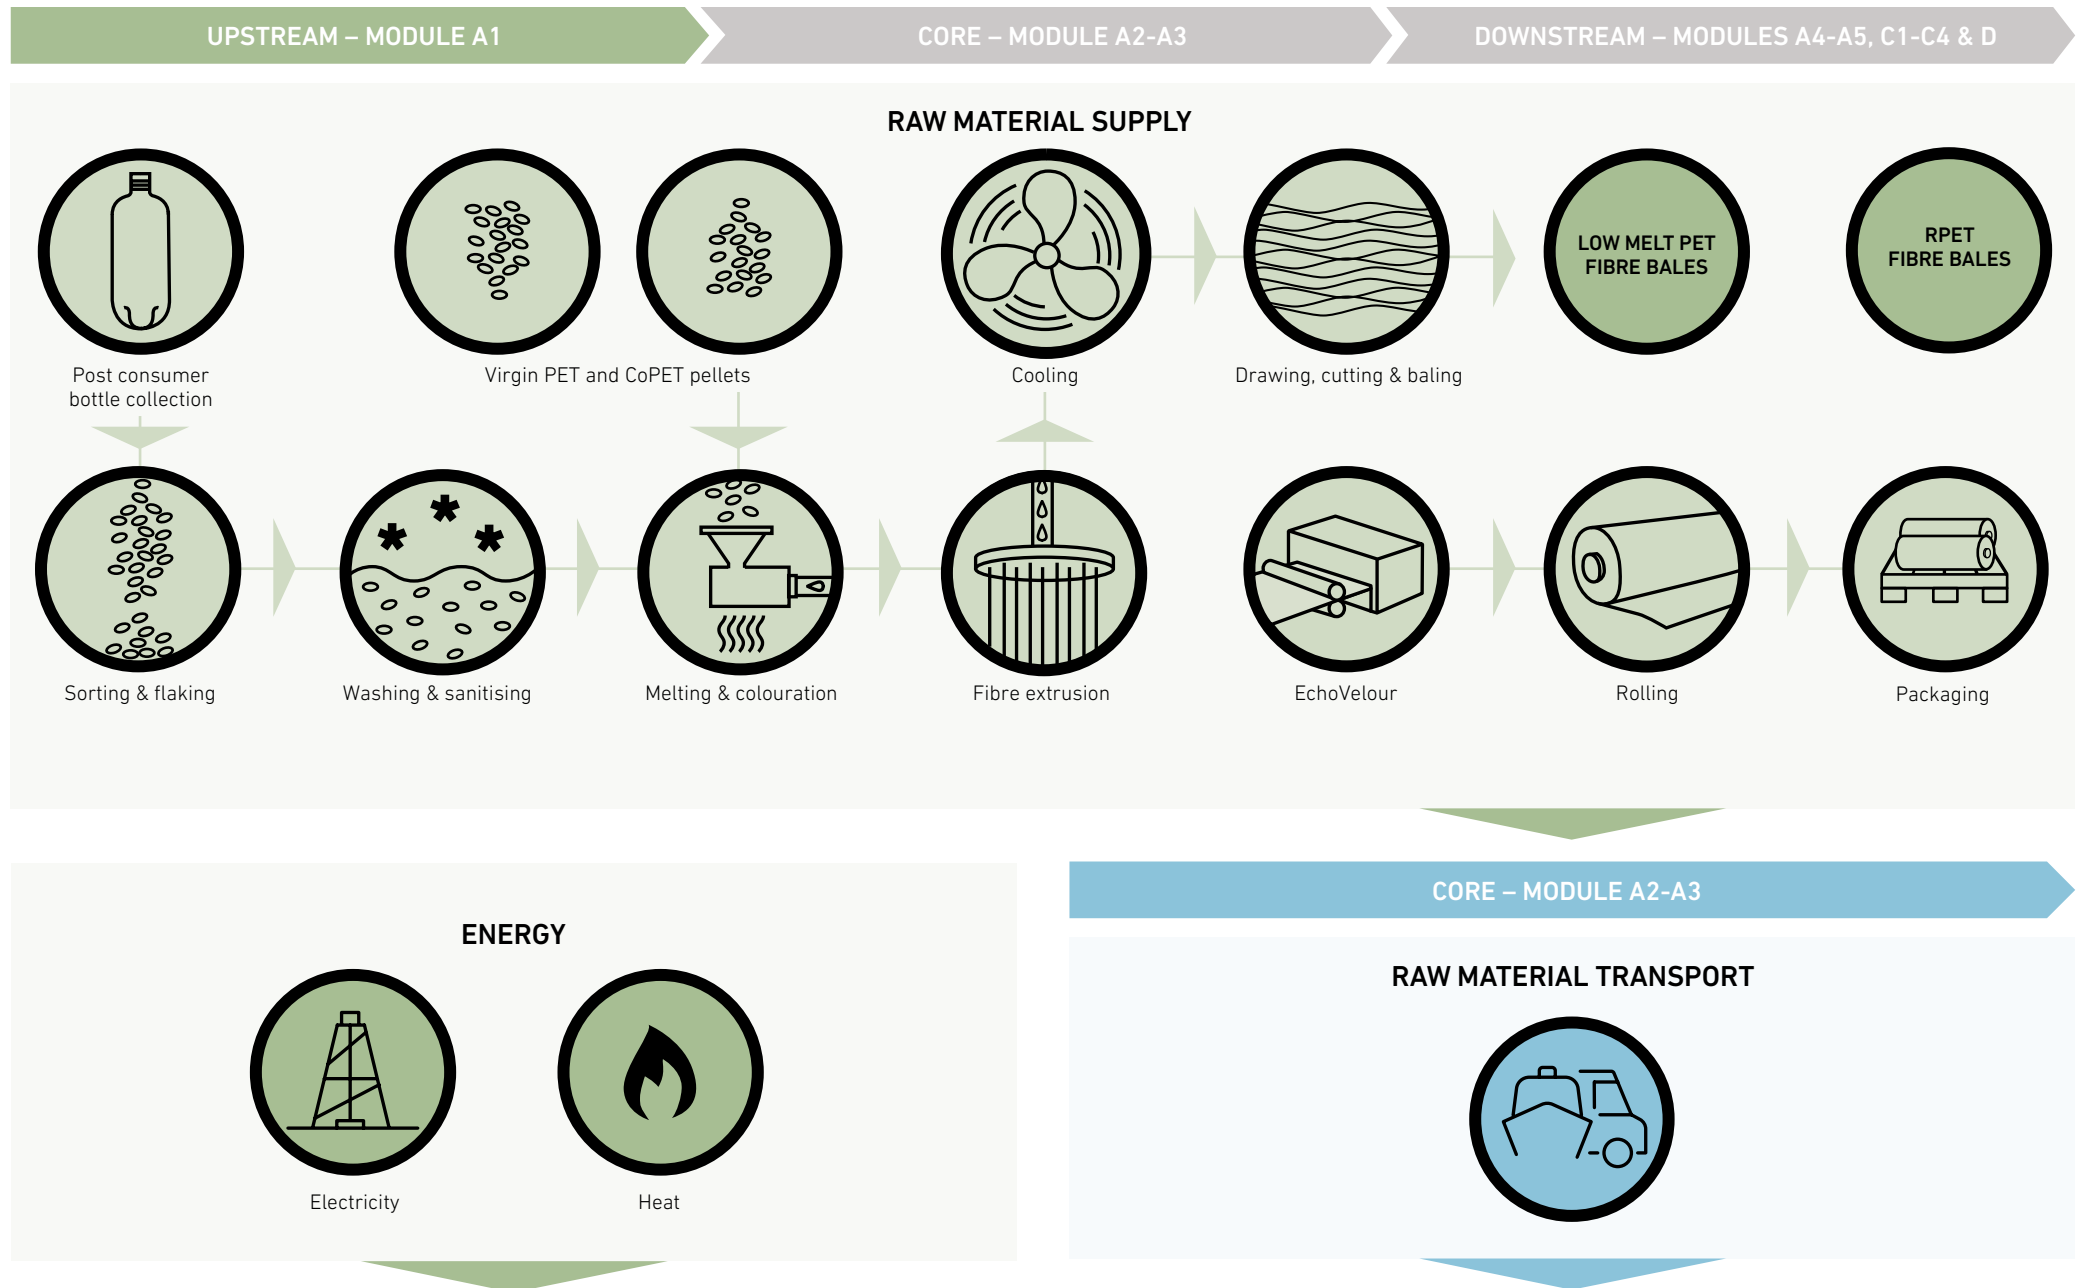 UPSTREAM – MODULE A1
CORE – MODULE A2-A3
DOWNSTREAM – MODULES A4-A5, C1-C4 & D
RAW MATERIAL SUPPLY
LOW MELT PET
FIBRE BALES
RPET
FIBRE BALES
Post consumer
bottle collection
Virgin PET and CoPET pellets
Cooling
Drawing, cutting & baling
Sorting & flaking
Washing & sanitising
Melting & colouration
Fibre extrusion
EchoVelour
Rolling
Packaging
ENERGY
Electricity
Heat
CORE – MODULE A2-A3
RAW MATERIAL TRANSPORT